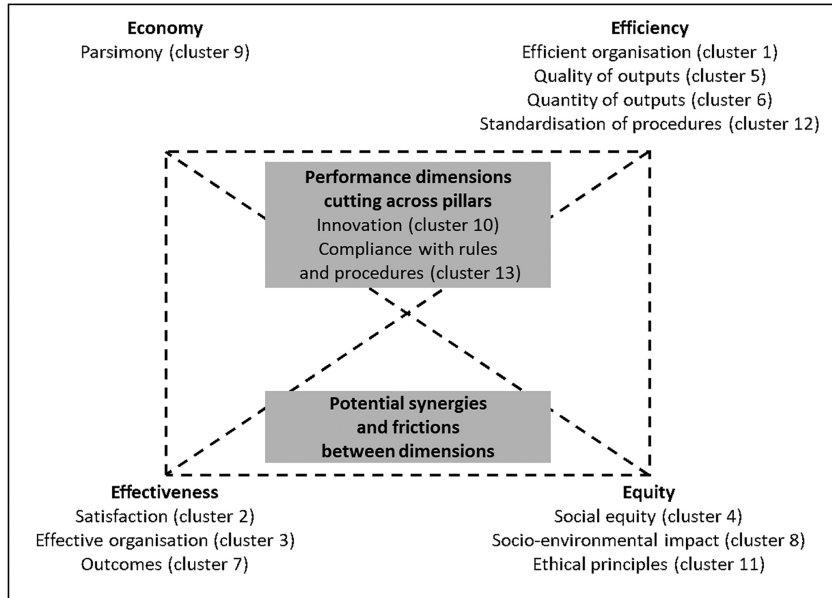 Economy
Parsimony (cluster 9)
Efficiency
Efficient organisation (cluster 1)
Quality of outputs (cluster 5)
Quantity of outputs (cluster 6)
Standardisation of procedures (cluster 12)
Performance dimensions
cutting across pillars
Innovation (cluster 10)
Compliance with rules
and procedures (cluster 13)
Potential synergies
and frictions
between dimensions
Effectiveness
Satisfaction (cluster 2)
Effective organisation (cluster 3)
Outcomes (cluster 7)
Equity
Social equity (cluster 4)
Socio-environmental impact (cluster 8)
Ethical principles (cluster 11)